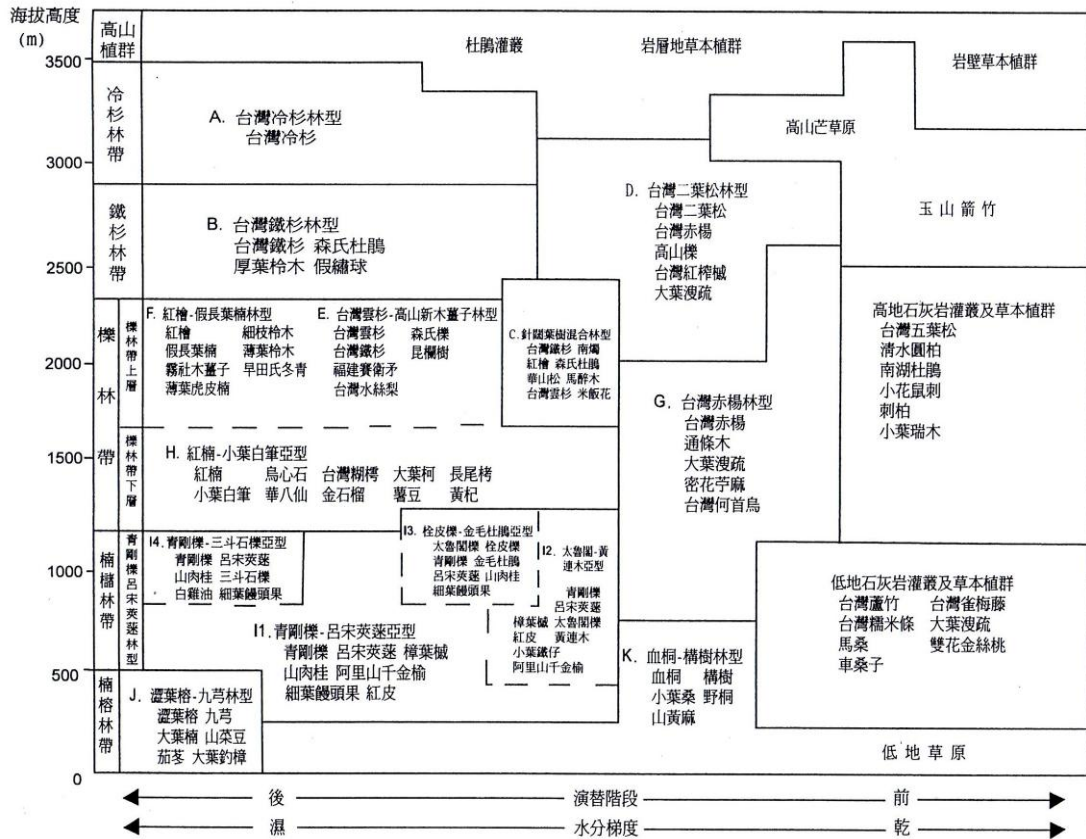 海拔高度
(m)
3500
3000
2500
2000
1500
1000
500
0
高山
植群
冷杉林帶
鐵杉林帶
櫟林帶
櫟林帶上層
櫟林帶下層
楠櫧林帶
青剛櫟呂宋莢蒾林型
楠榕林帶
杜鵑灌叢
岩層地草本植群
岩壁草本植群
高山芒草原
玉山箭竹
A. 台灣冷杉林型
台灣冷杉
B. 台灣鐵杉林型
台灣鐵杉 森氏杜鵑
厚葉柃木 假繡球
D. 台灣二葉松林型
台灣二葉松
台灣赤楊
高山櫟
台灣紅榨槭
大葉溲疏
F. 紅檜-假長葉楠林型
紅檜 細枝柃木
假長葉楠 薄葉柃木
霧社木薑子 早田氏冬青
薄葉虎皮楠
E. 台灣雲杉-高山新木薑子林型
台灣雲杉 森氏櫟
台灣鐵杉 昆欄樹
福建賽衛矛
台灣水絲梨
C. 針闊葉樹混合林型
台灣鐵杉 南燭
紅檜 森氏杜鵑
華山松 馬醉木
台灣雲杉 米飯花
高地石灰岩灌叢及草本植群
台灣五葉松
清水圓柏
南湖杜鵑
小花鼠刺
刺柏
小葉瑞木
G. 台灣赤楊林型
台灣赤楊
通條木
大葉溲疏
密花苧麻
台灣何首烏
H. 紅楠-小葉白筆亞型
紅楠 烏心石 台灣糊樗 大葉柯 長尾栲
小葉白筆 華八仙 金石榴 薯豆 黃杞
I4. 青剛櫟-三斗石櫟亞型
青剛櫟 呂宋莢蒾
山肉桂 三斗石櫟
白雞油 細葉饅頭果
I3. 栓皮櫟-金毛杜鵑亞型
太魯閣櫟 栓皮櫟
青剛櫟 金毛杜鵑
呂宋莢蒾 山肉桂
細葉饅頭果
I2. 太魯閣-黃
連木亞型
青剛櫟
呂宋莢蒾
樟葉槭 太魯閣櫟
紅皮 黃連木
小葉鐵仔
阿里山千金榆
I1. 青剛櫟-呂宋莢蒾亞型
青剛櫟 呂宋莢蒾 樟葉槭
山肉桂 阿里山千金榆
細葉饅頭果 紅皮
低地石灰岩灌叢及草本植群
台灣蘆竹 台灣雀梅藤
台灣糯米條 大葉溲疏
馬桑 雙花金絲桃
車桑子
K. 血桐-構樹林型
血桐 構樹
小葉桑 野桐
山黃麻
J. 澀葉榕-九芎林型
澀葉榕 九芎
大葉楠 山菜豆
茄苳 大葉釣樟
低地草原
後 演替階段 前
濕 水分梯度 乾